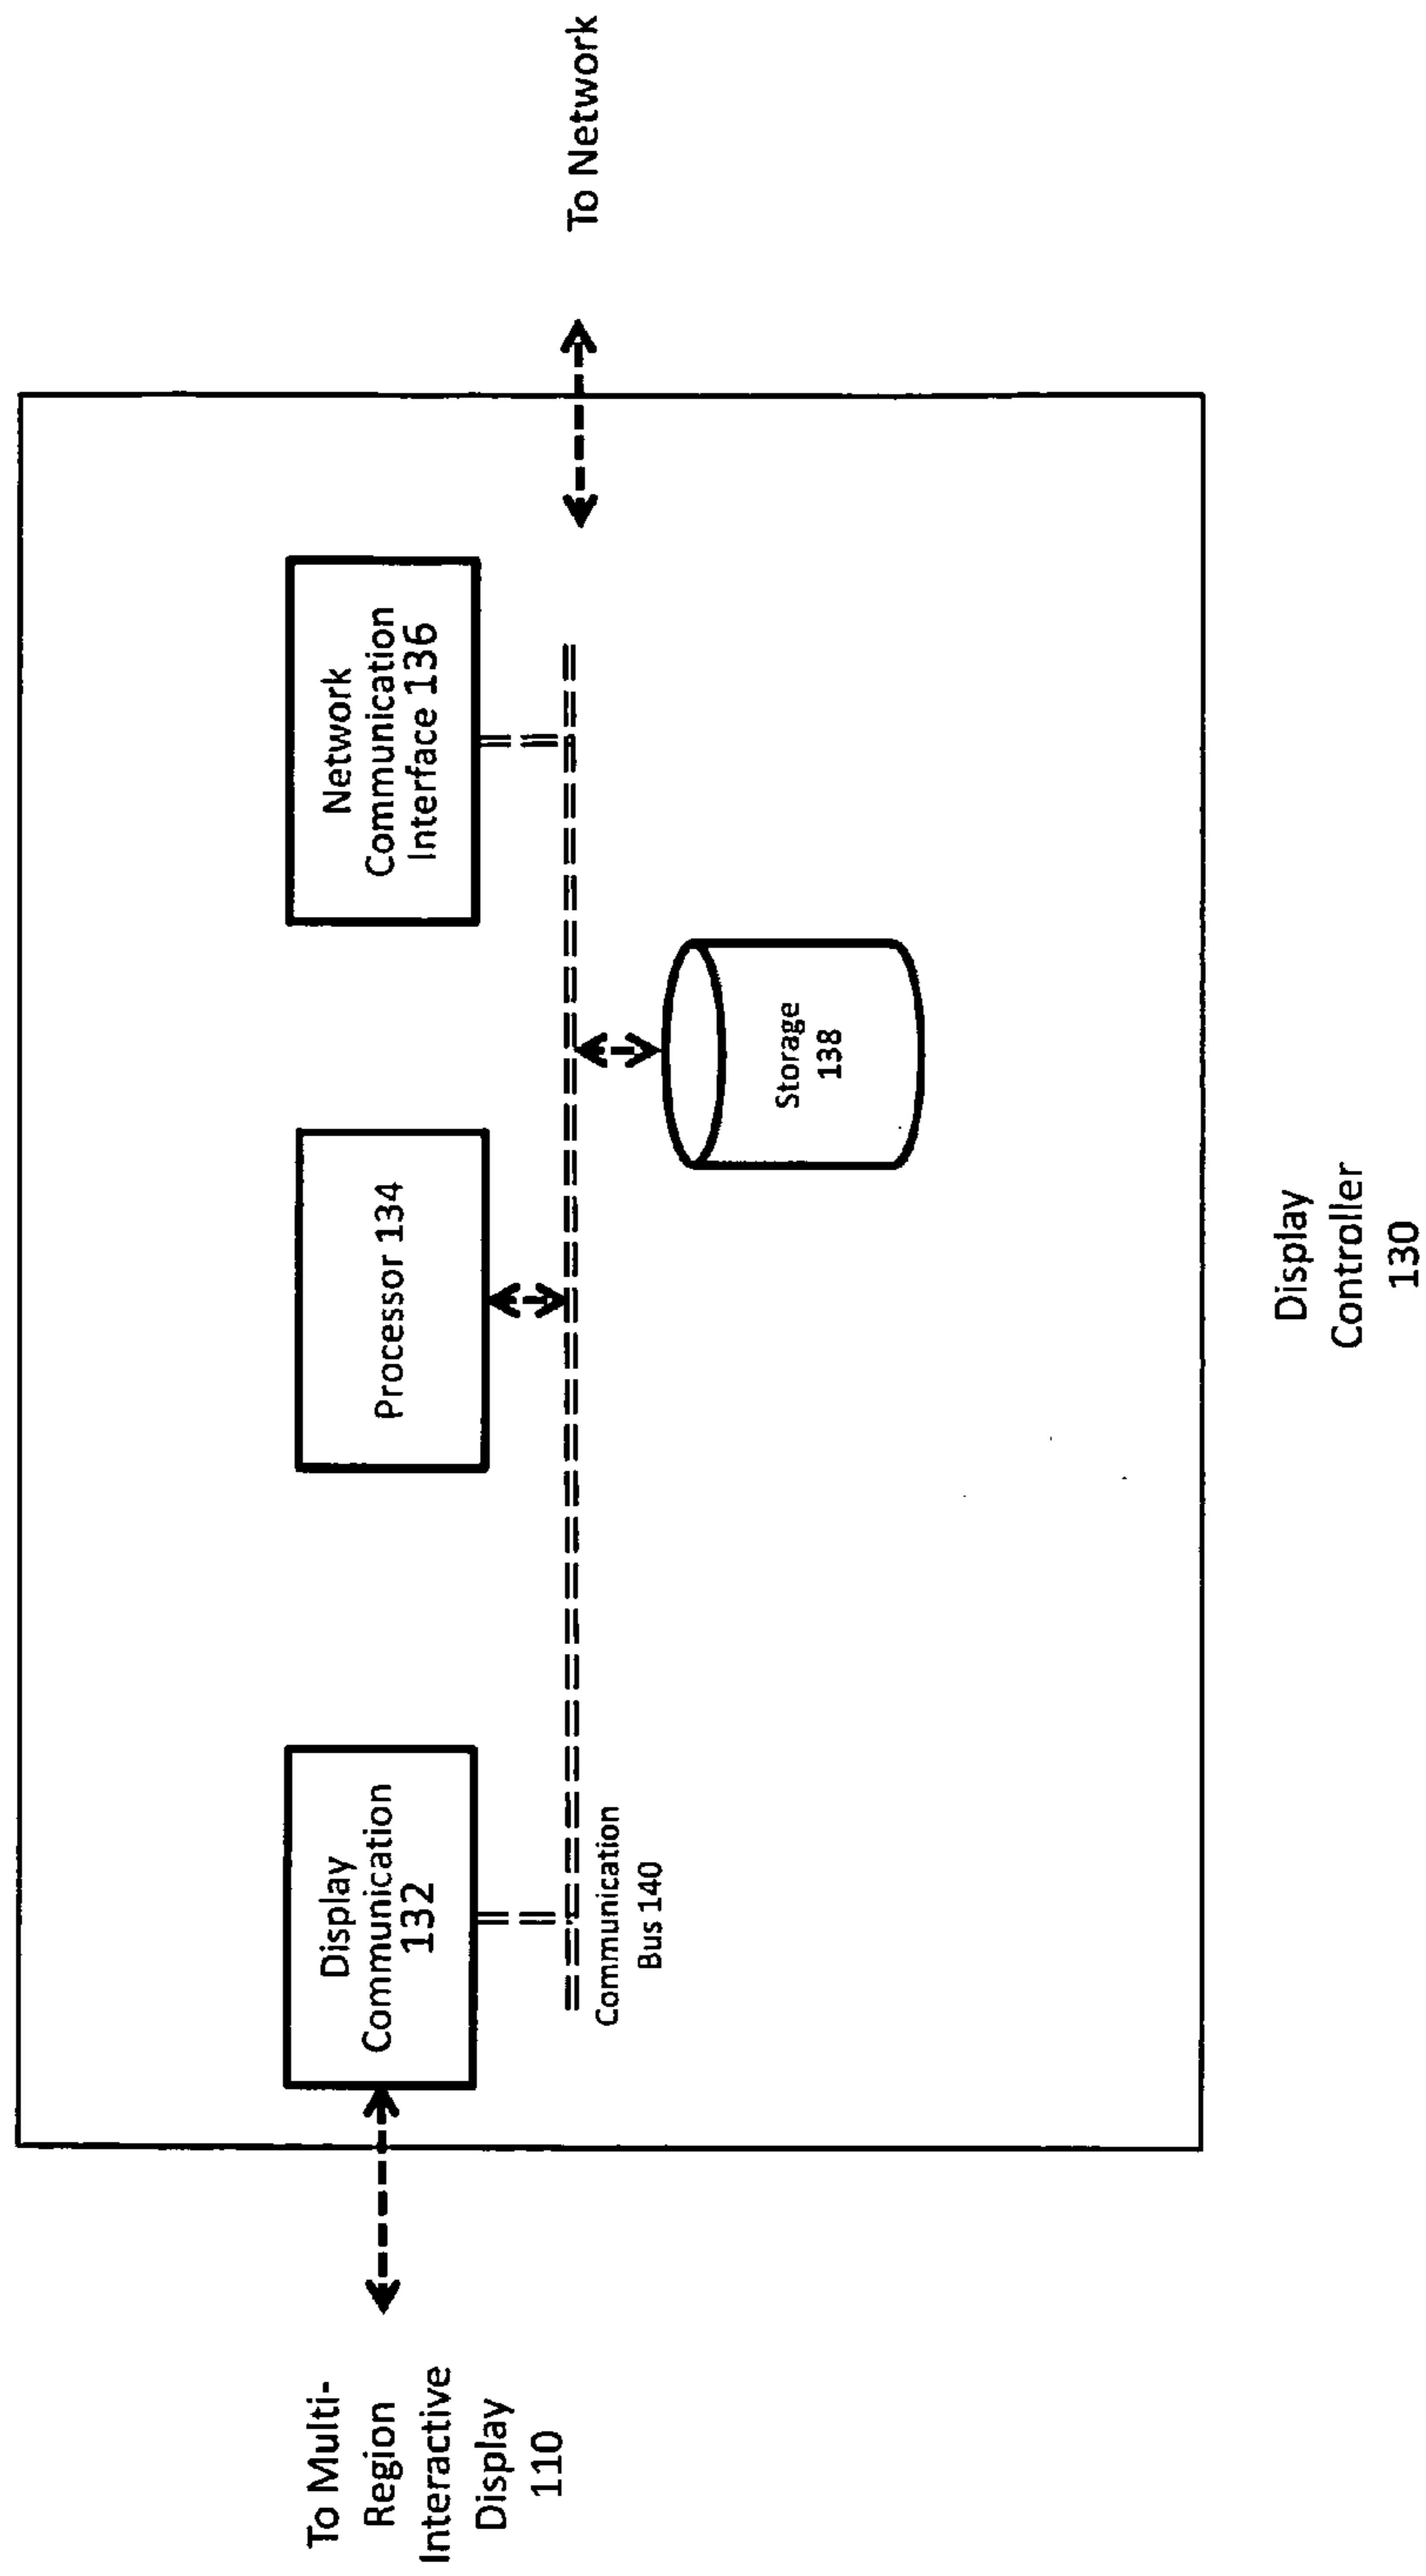 To Multi-
Region
Interactive
Display
110
Display
Communication
132
Communication
Bus 140
Processor 134
Storage
138
Network
Communication
Interface 136
To Network
Display
Controller
130